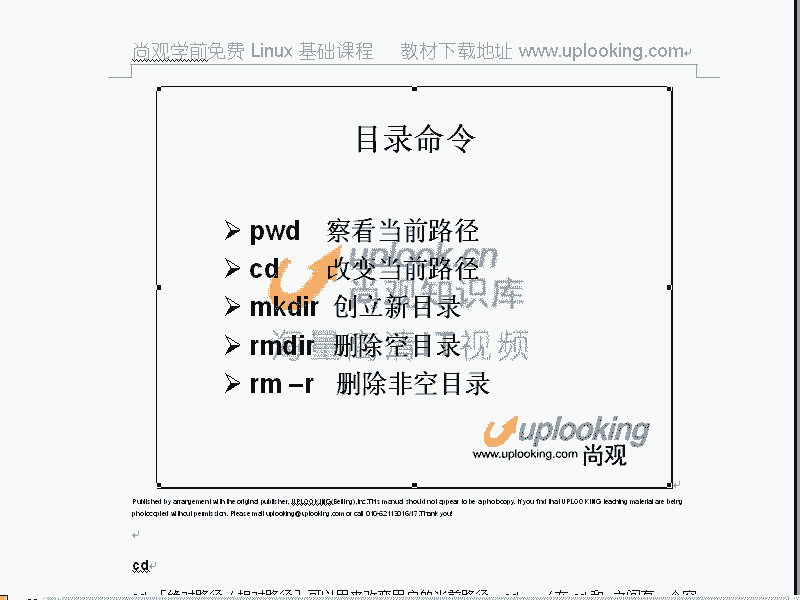 尚观学前免费 Linux 基础课程 教材下载地址 www.uplooking.com
目录命令
➢ pwd 察看当前路径
➢ cd 改变当前路径
➢ mkdir 创立新目录
➢ rmdir 删除空目录
➢ rm –r 删除非空目录
uplook.cn
尚观知识库
海量高清IT视频
uplooking
www.uplooking.com 尚观
Published by arrangement with the original publisher, UPLOOKING(Beijing),Inc.This manual should not appear to be a photocopy. If you find that UPLOOKING teaching material are being
photocopied without permission. Please mail uplooking@uplooking.com or call 010-62113016/17.Thank you!
cd